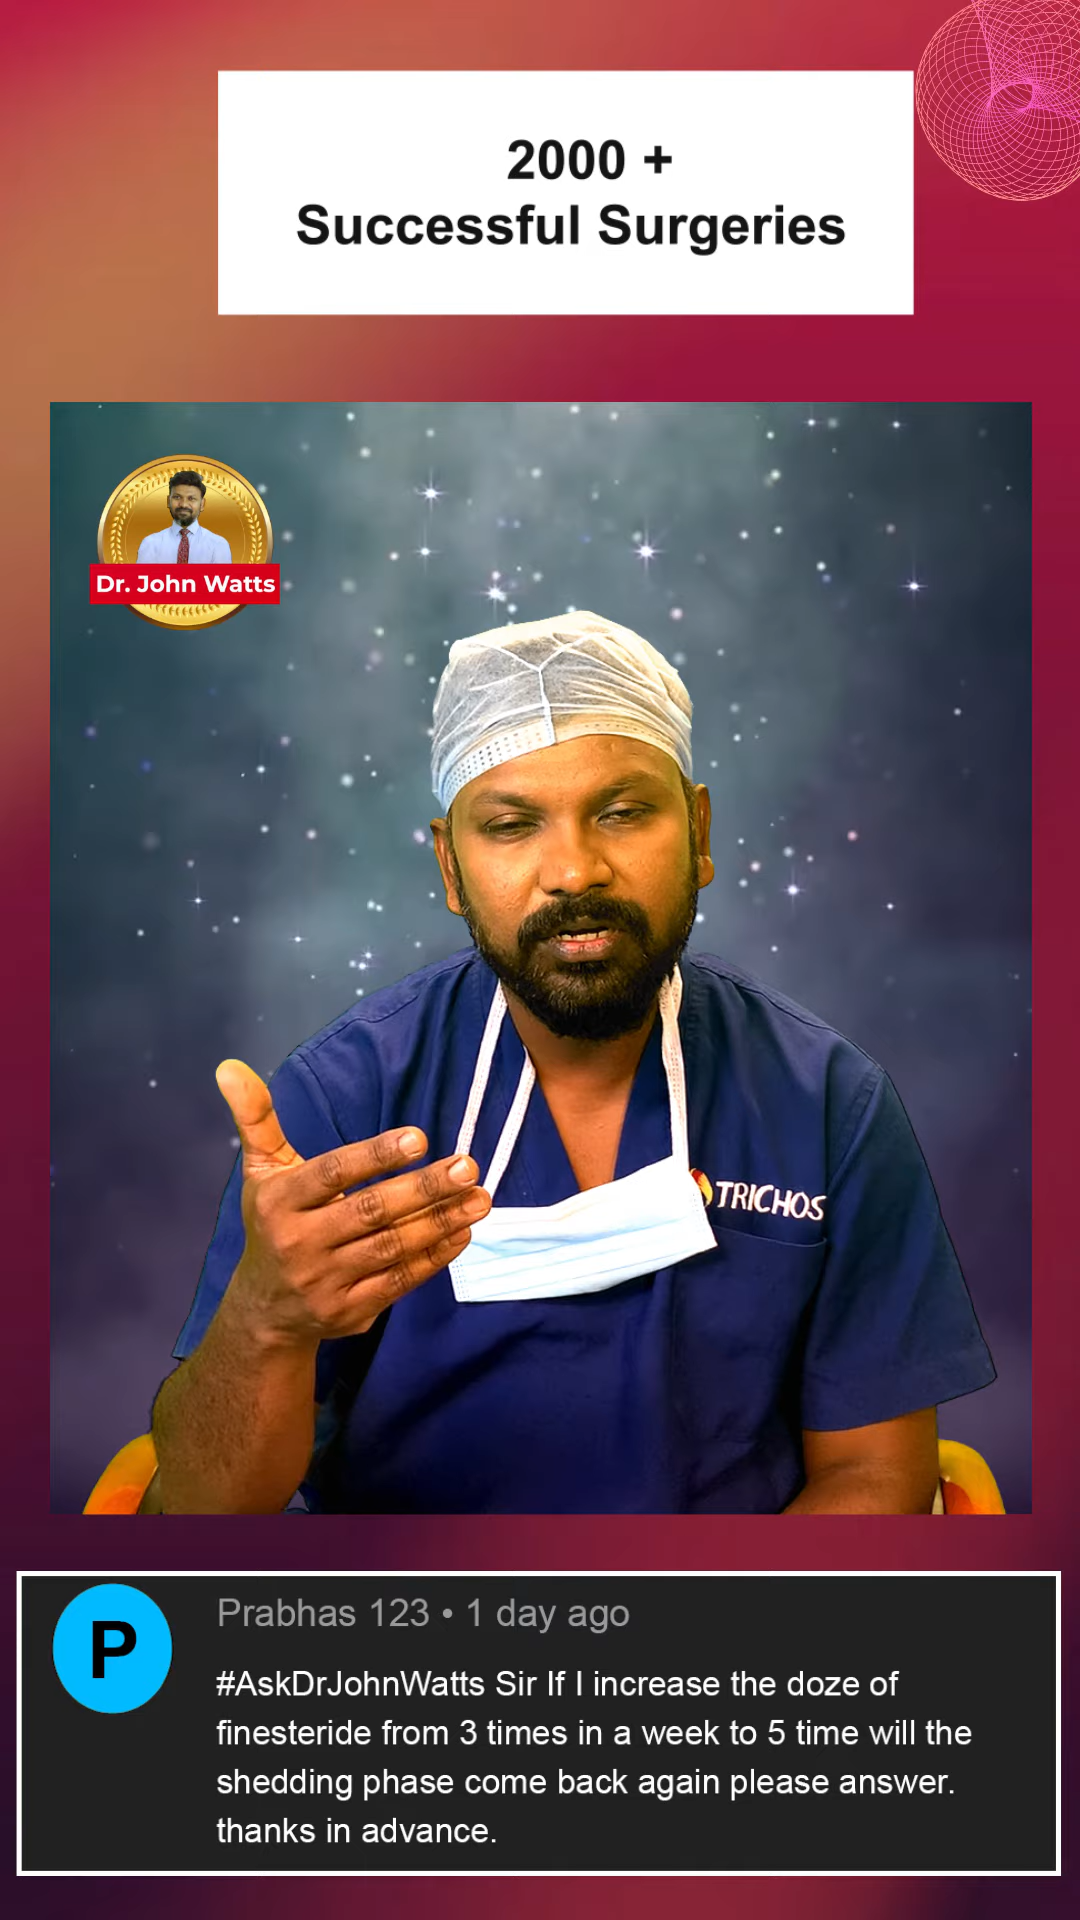 2000 +
Successful Surgeries
Dr. John Watts
TRICHOS
P
Prabhas 123 • 1 day ago
#AskDrJohnWatts Sir If I increase the doze of
finesteride from 3 times in a week to 5 time will the
shedding phase come back again please answer.
thanks in advance.